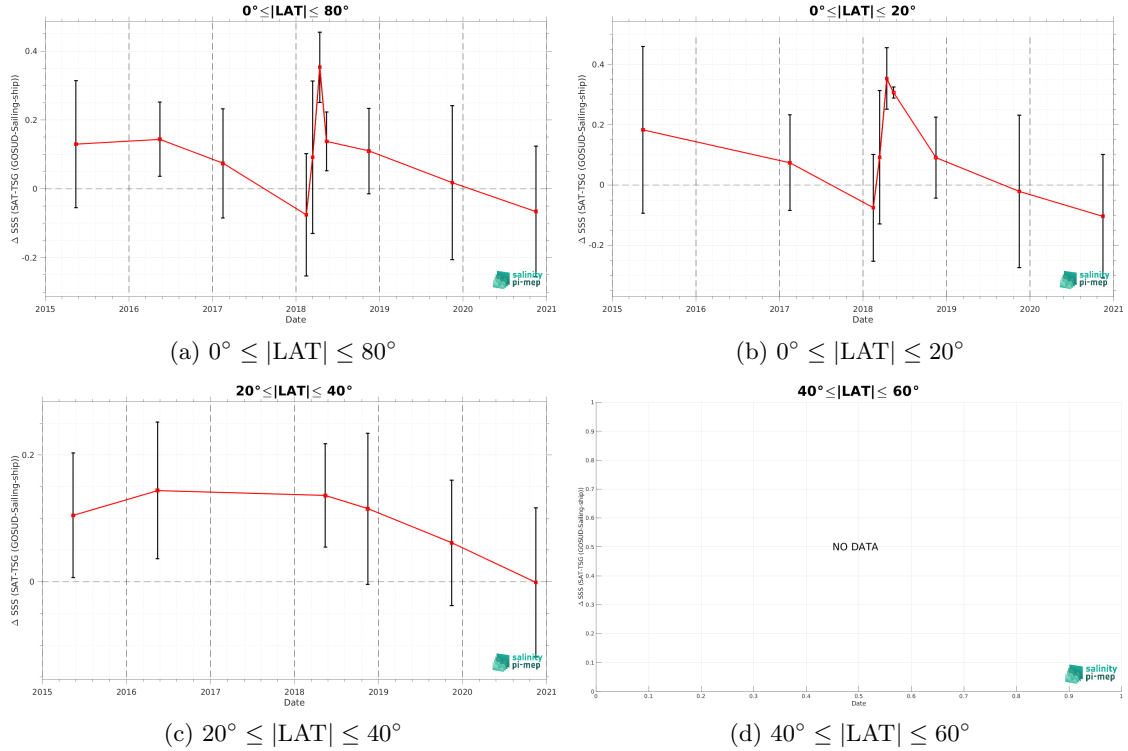 0°≤|LAT|≤ 80°
Δ SSS (SAT-TSG (GOSUD-Sailing-ship))
0.4
0.2
0
-0.2
2015 2016 2017 2018 2019 2020 2021
Date
salinity
pi-mep
(a) 0° ≤ |LAT| ≤ 80°
0°≤|LAT|≤ 20°
Δ SSS (SAT-TSG (GOSUD-Sailing-ship))
0.4
0.2
0
-0.2
2015 2016 2017 2018 2019 2020 2021
Date
salinity
pi-mep
(b) 0° ≤ |LAT| ≤ 20°
20°≤|LAT|≤ 40°
Δ SSS (SAT-TSG (GOSUD-Sailing-ship))
0.2
0
2015 2016 2017 2018 2019 2020 2021
Date
salinity
pi-mep
(c) 20° ≤ |LAT| ≤ 40°
40°≤|LAT|≤ 60°
Δ SSS (SAT-TSG (GOSUD-Sailing-ship))
1
0.9
0.8
0.7
0.6
0.5
0.4
0.3
0.2
0.1
0
NO DATA
0 0.1 0.2 0.3 0.4 0.5 0.6 0.7 0.8 0.9 1
Date
salinity
pi-mep
(d) 40° ≤ |LAT| ≤ 60°